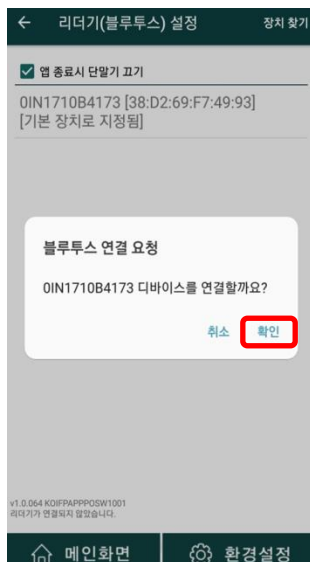 ← 리더기(블루투스) 설정 장치 찾기
앱 종료시 단말기 끄기
0IN1710B4173 [38:D2:69:F7:49:93]
[기본 장치로 지정됨]
블루투스 연결 요청
0IN1710B4173 디바이스를 연결할까요?
취소 확인
v1.0.064 KOIFPAPPPOSW1001
리더기가 연결되지 않았습니다.
메인화면 환경설정